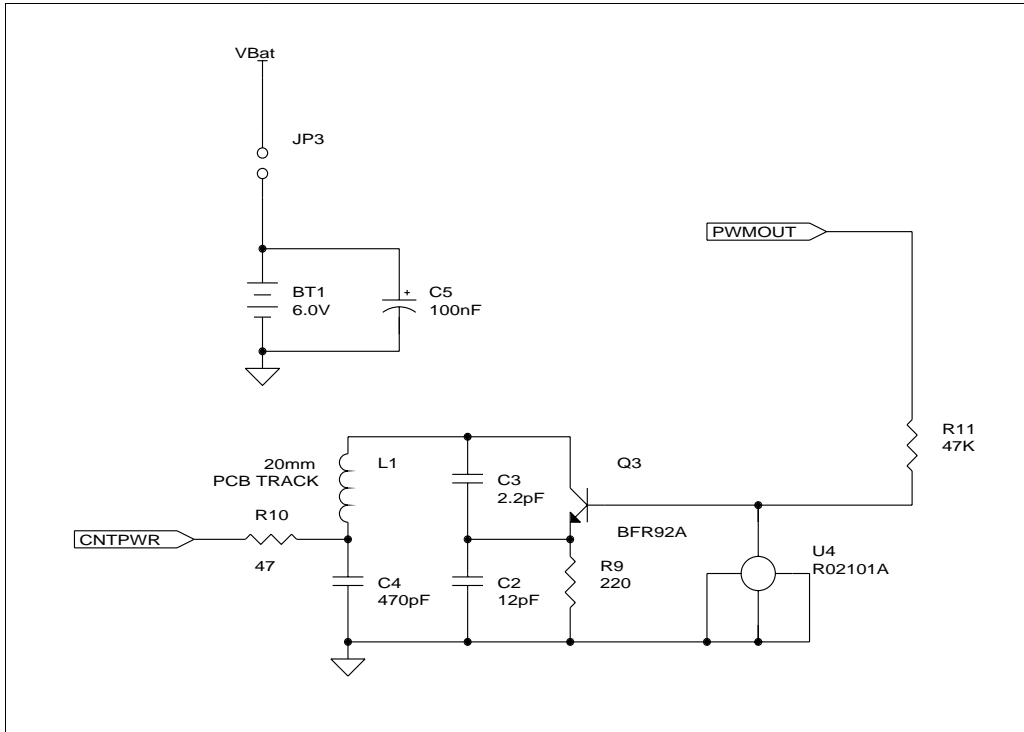 VBat
JP3
PWMOUT
BT1
6.0V
+
C5
100nF
R11
47K
20mm
PCB TRACK
L1
C3
2.2pF
Q3
BFR92A
R10
47
CNTPWR
C4
470pF
C2
12pF
R9
220
U4
R02101A